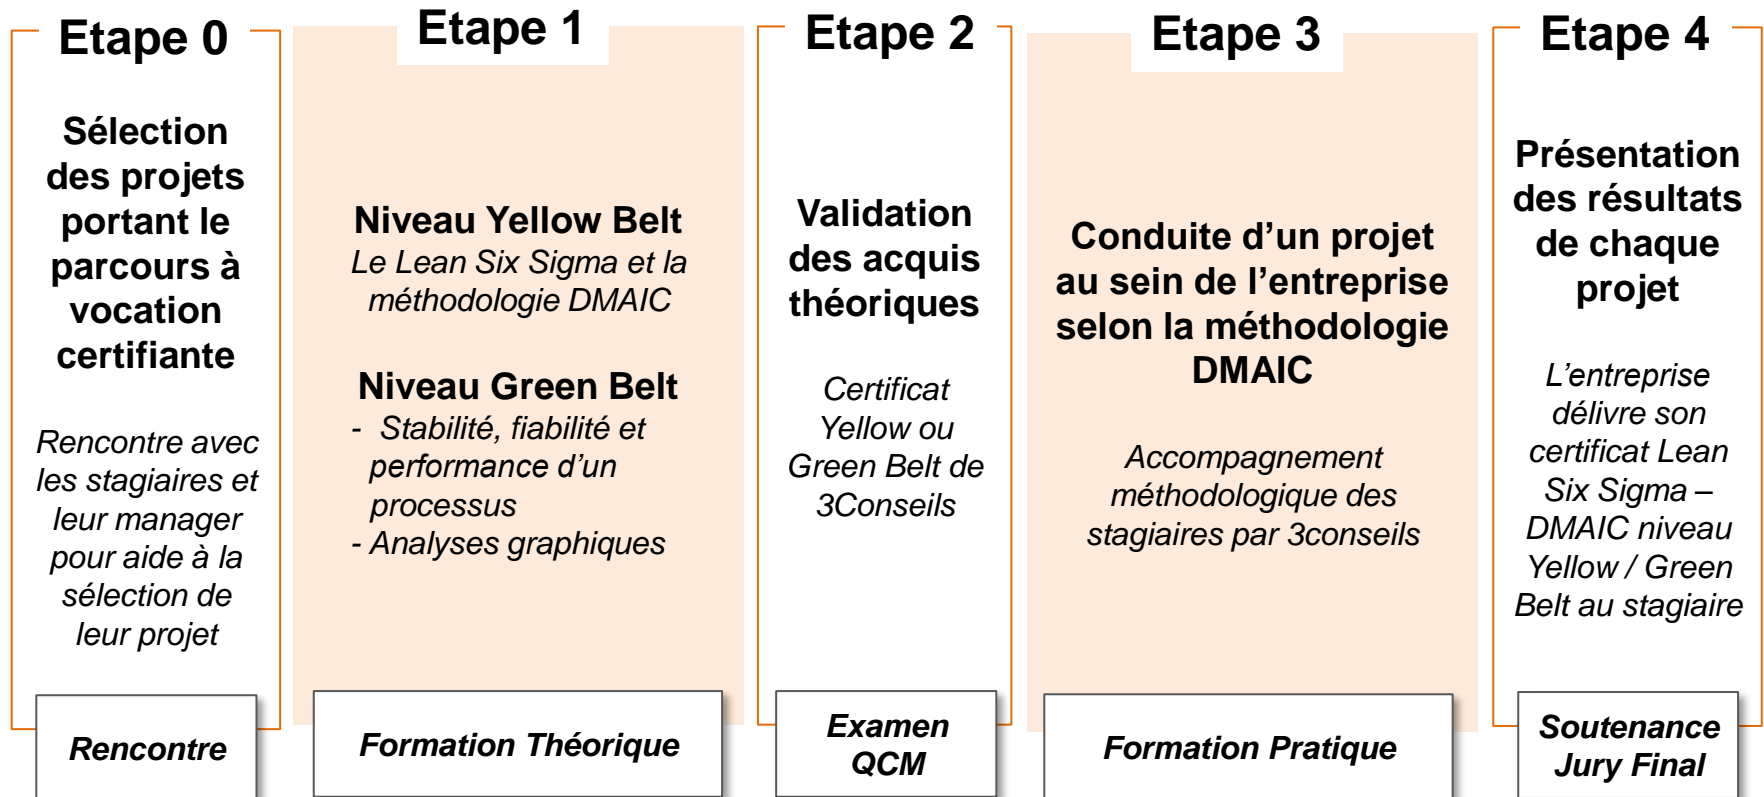 Etape 0
Sélection
des projets
portant le
parcours à
vocation
certifiante
Rencontre avec
les stagiaires et
leur manager
pour aide à la
sélection de
leur projet
Rencontre
Etape 1
Niveau Yellow Belt
Le Lean Six Sigma et la
méthodologie DMAIC
Niveau Green Belt
- Stabilité, fiabilité et
performance d’un
processus
- Analyses graphiques
Formation Théorique
Etape 2
Validation
des acquis
théoriques
Certificat
Yellow ou
Green Belt de
3Conseils
Examen
QCM
Etape 3
Conduite d’un projet
au sein de l’entreprise
selon la méthodologie
DMAIC
Accompagnement
méthodologique des
stagiaires par 3conseils
Formation Pratique
Etape 4
Présentation
des résultats
de chaque
projet
L’entreprise
délivre son
certificat Lean
Six Sigma –
DMAIC niveau
Yellow / Green
Belt au stagiaire
Soutenance
Jury Final